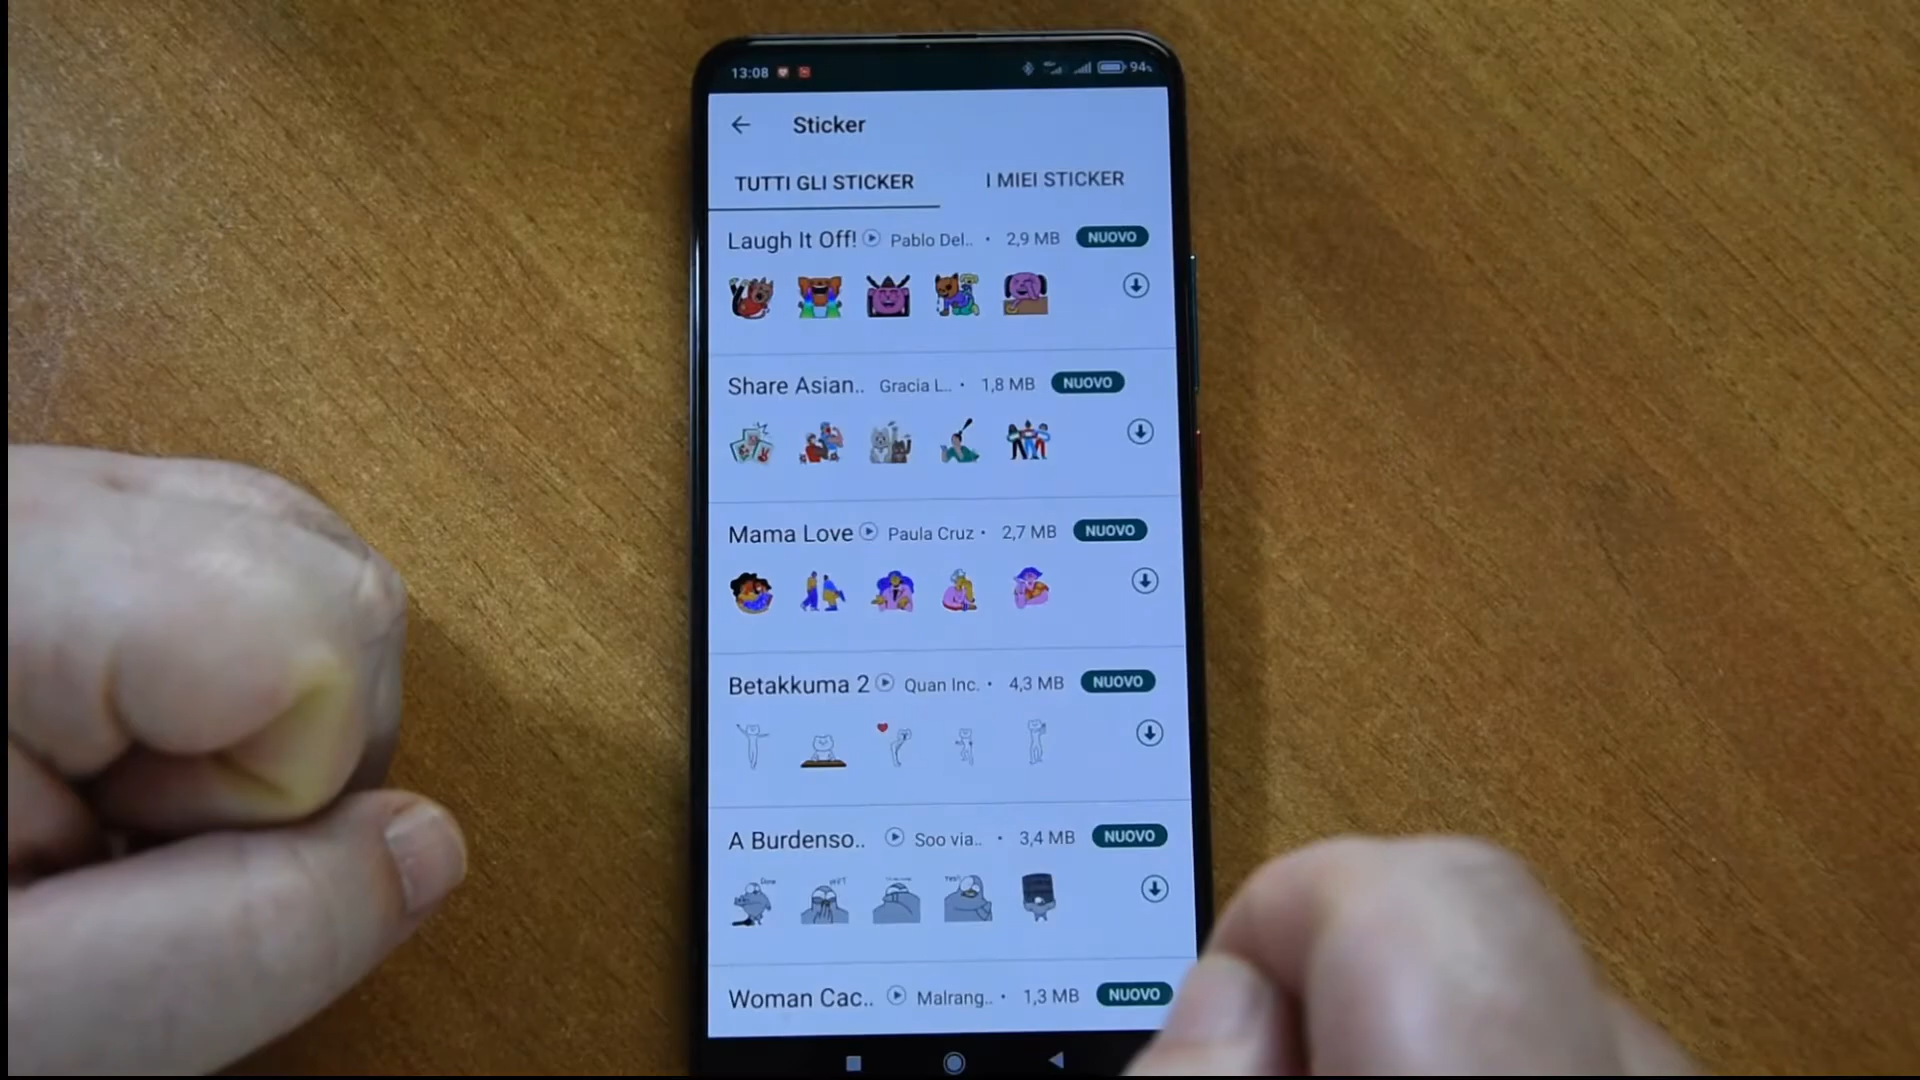 13:08 94%
Sticker
TUTTI GLI STICKER I MIEI STICKER
Laugh It Off! Pablo Del.. • 2,9 MB NUOVO
Share Asian.. Gracia L.. • 1,8 MB NUOVO
Mama Love Paula Cruz • 2,7 MB NUOVO
Betakkuma 2 Quan Inc. • 4,3 MB NUOVO
A Burdenso.. Soo via.. • 3,4 MB NUOVO
Woman Cac.. Malrang.. • 1,3 MB NUOVO